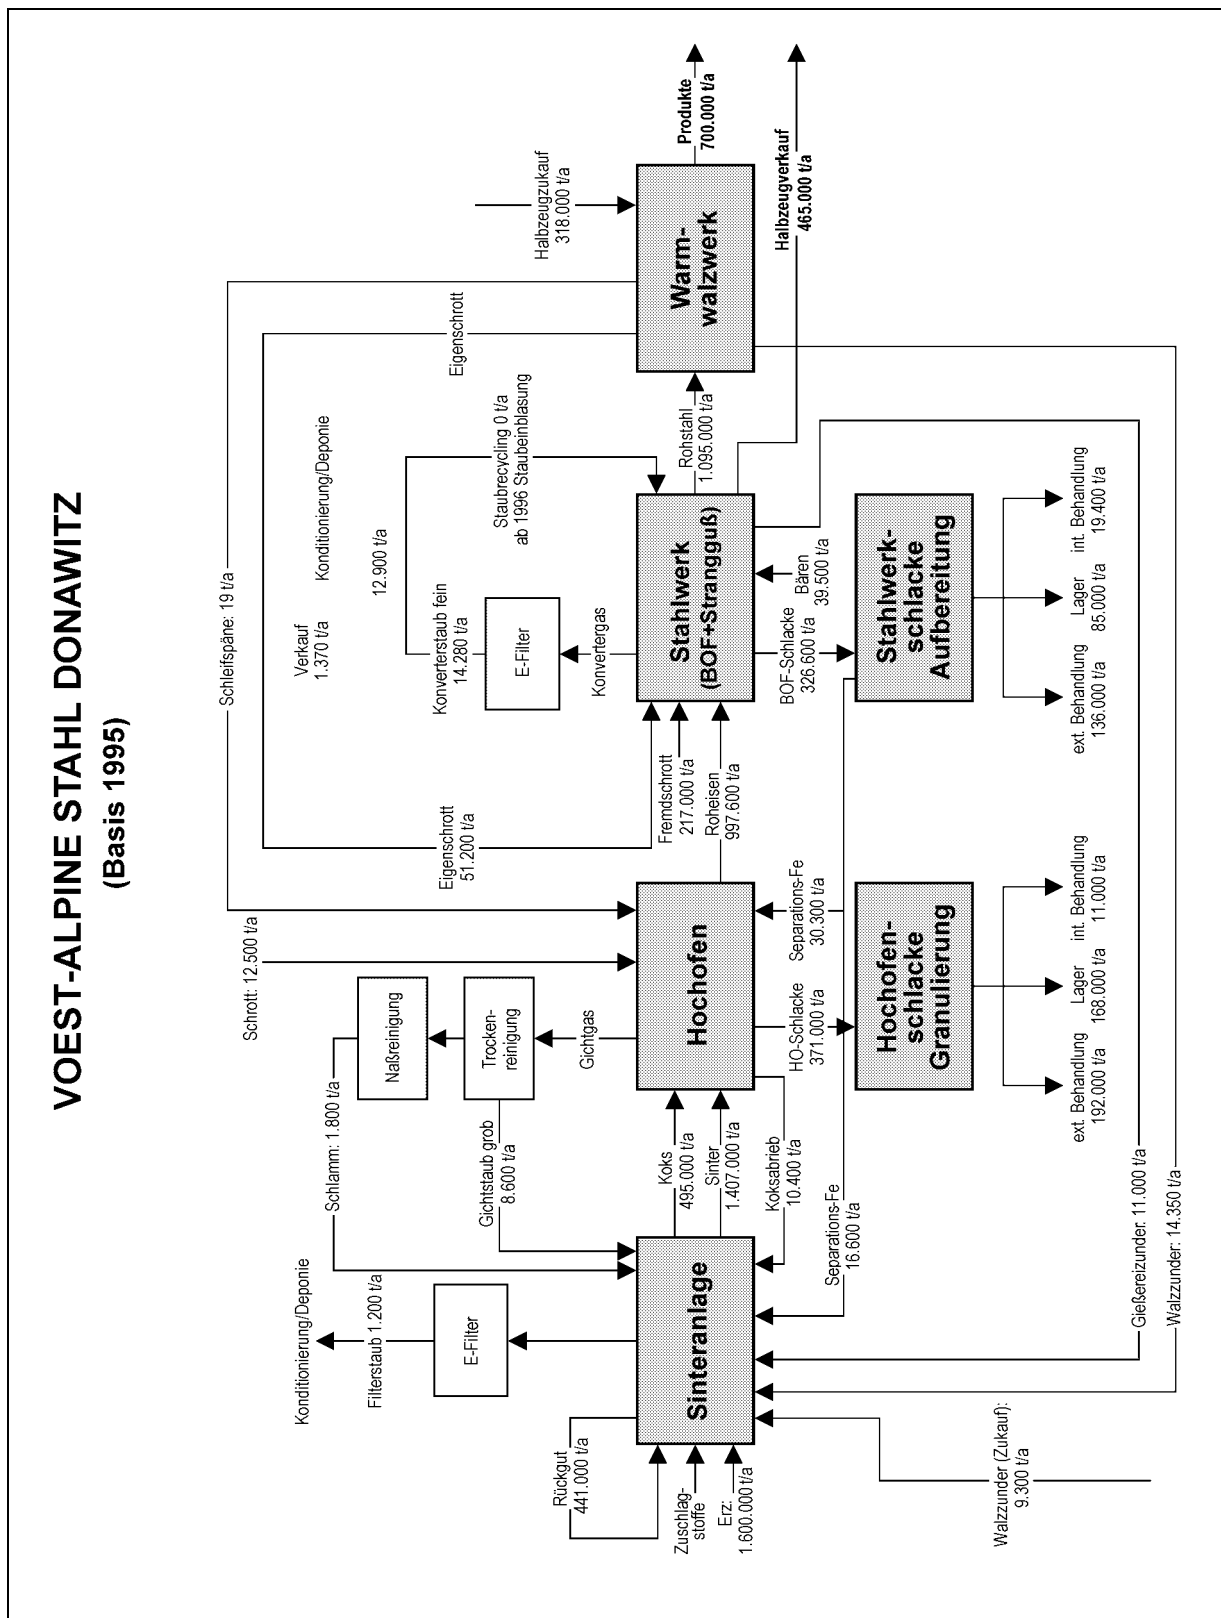 VOEST-ALPINE STAHL DONAWITZ
(Basis 1995)
Konditionierung/Deponie
Filterstaub 1.200 t/a
E-Filter
Schlamm: 1.800 t/a
Naßreinigung
Trocken-
reinigung
Gichtstaub grob
8.600 t/a
Gichtgas
Schrott: 12.500 t/a
Schleifspäne: 19 t/a
Eigenschrott
51.200 t/a
Verkauf
1.370 t/a
Konditionierung/Deponie
12.900 t/a
Konverterstaub fein
14.280 t/a
E-Filter
Konvertergas
Staubrecycling 0 t/a
ab 1996 Staubeinblasung
Eigenschrott
Halbzeugzukauf
318.000 t/a
Rückgut
441.000 t/a
Zuschlag-
stoffe
Erz:
1.600.000 t/a
Sinteranlage
Koks
495.000 t/a
Sinter
1.407.000 t/a
Hochofen
Fremdschrott
217.000 t/a
Roheisen
997.600 t/a
Stahlwerk
(BOF+Strangguß)
Rohstahl
1.095.000 t/a
Warm-
walzwerk
Produkte
700.000 t/a
Halbzeugverkauf
465.000 t/a
Koksabrieb
10.400 t/a
HO-Schlacke
371.000 t/a
Separations-Fe
30.300 t/a
BOF-Schlacke
326.600 t/a
Bären
39.500 t/a
Separations-Fe
16.600 t/a
Hochofen-
schlacke
Granulierung
Stahlwerk-
schlacke
Aufbereitung
ext. Behandlung
192.000 t/a
Lager
168.000 t/a
int. Behandlung
11.000 t/a
ext. Behandlung
136.000 t/a
Lager
85.000 t/a
int. Behandlung
19.400 t/a
Gießereizunder: 11.000 t/a
Walzzunder: 14.350 t/a
Walzzunder (Zukauf):
9.300 t/a